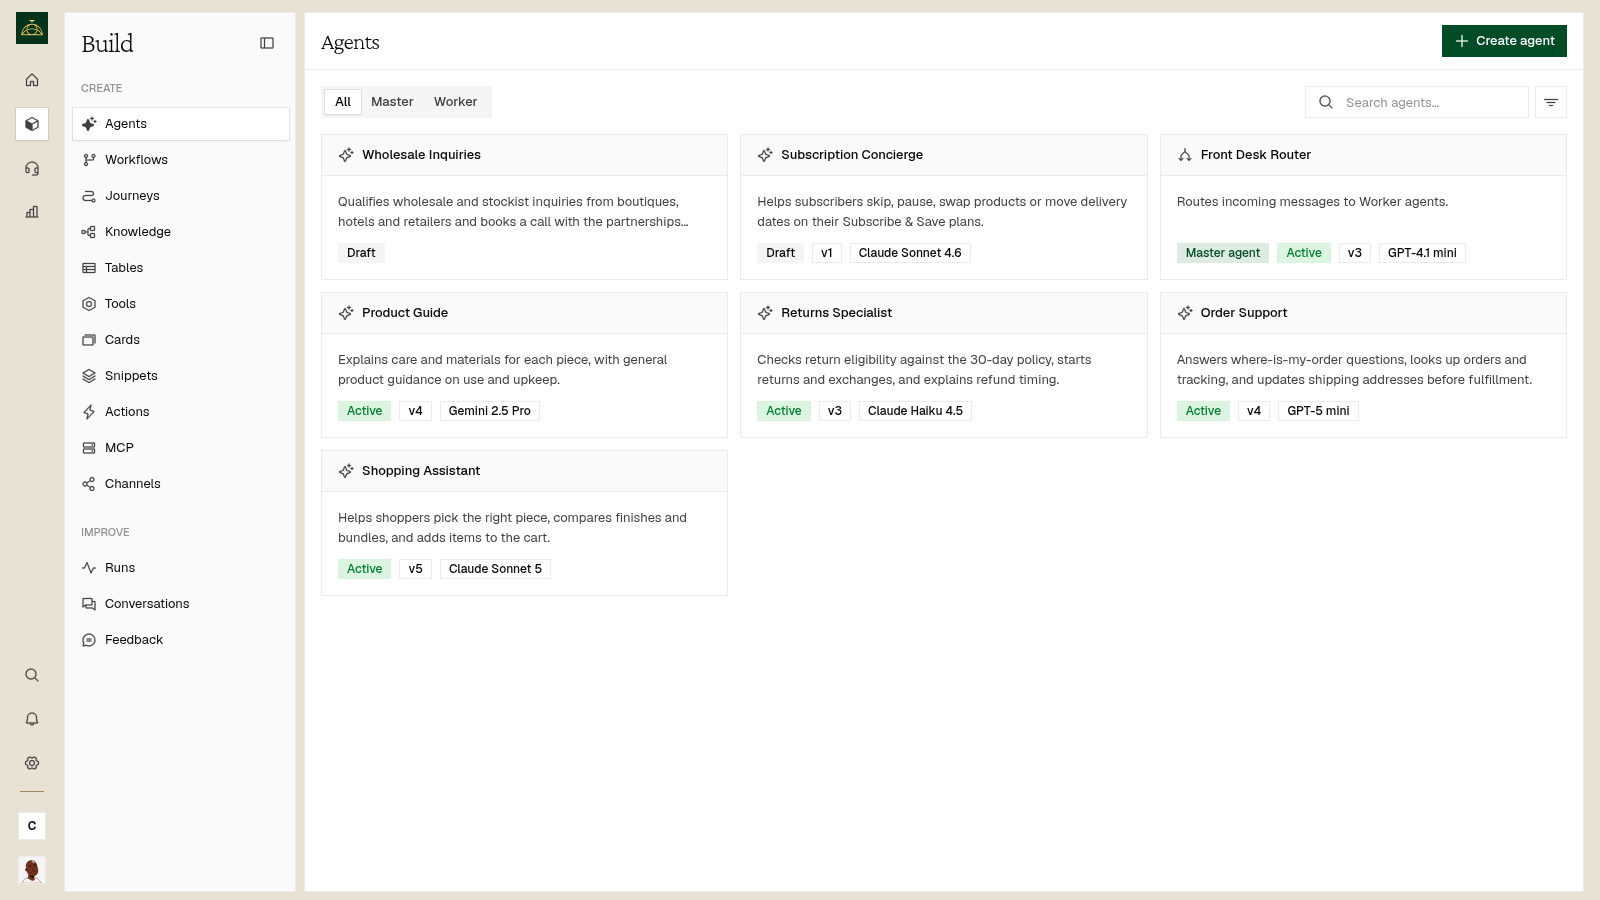 Build
CREATE
Agents
Workflows
Journeys
Knowledge
Tables
Tools
Cards
Snippets
Actions
MCP
Channels
IMPROVE
Runs
Conversations
Feedback
C
Agents
Create agent
All
Master
Worker
Search agents...
Wholesale Inquiries
Qualifies wholesale and stockist inquiries from boutiques,
hotels and retailers and books a call with the partnerships...
Draft
Subscription Concierge
Helps subscribers skip, pause, swap products or move delivery
dates on their Subscribe & Save plans.
Draft v1 Claude Sonnet 4.6
Front Desk Router
Routes incoming messages to Worker agents.
Master agent Active v3 GPT-4.1 mini
Product Guide
Explains care and materials for each piece, with general
product guidance on use and upkeep.
Active v4 Gemini 2.5 Pro
Returns Specialist
Checks return eligibility against the 30-day policy, starts
returns and exchanges, and explains refund timing.
Active v3 Claude Haiku 4.5
Order Support
Answers where-is-my-order questions, looks up orders and
tracking, and updates shipping addresses before fulfillment.
Active v4 GPT-5 mini
Shopping Assistant
Helps shoppers pick the right piece, compares finishes and
bundles, and adds items to the cart.
Active v5 Claude Sonnet 5